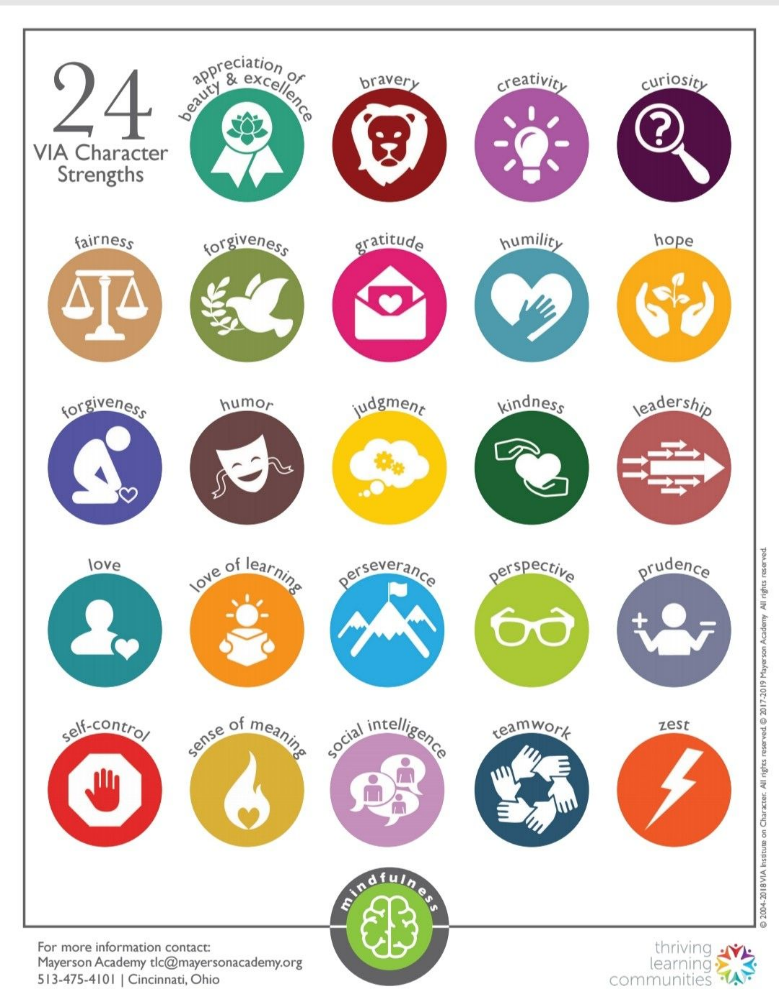 24
VIA Character
Strengths
appreciation of
beauty & excellence
bravery
creativity
curiosity
?
fairness
forgiveness
gratitude
humility
hope
forgiveness
humor
judgment
kindness
leadership
love
love of learning
perseverance
perspective
prudence
+ −
self-control
sense of meaning
social intelligence
teamwork
zest
mindfulness
For more information contact:
Mayerson Academy tlc@mayersonacademy.org
513-475-4101 | Cincinnati, Ohio
thriving
learning
communities
© 2004-2018 VIA Institute on Character. All rights reserved. © 2017-2019 Mayerson Academy All rights reserved.